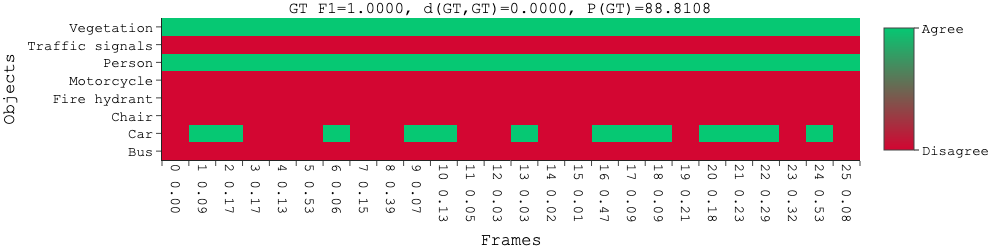 GT F1=1.0000, d(GT,GT)=0.0000, P(GT)=88.8108
Objects
Vegetation
Traffic signals
Person
Motorcycle
Fire hydrant
Chair
Car
Bus
0 0.00
1 0.09
2 0.17
3 0.17
4 0.13
5 0.53
6 0.06
7 0.15
8 0.39
9 0.07
10 0.13
11 0.05
12 0.03
13 0.03
14 0.02
15 0.01
16 0.47
17 0.09
18 0.09
19 0.21
20 0.18
21 0.23
22 0.29
23 0.32
24 0.53
25 0.08
Frames
Agree
Disagree